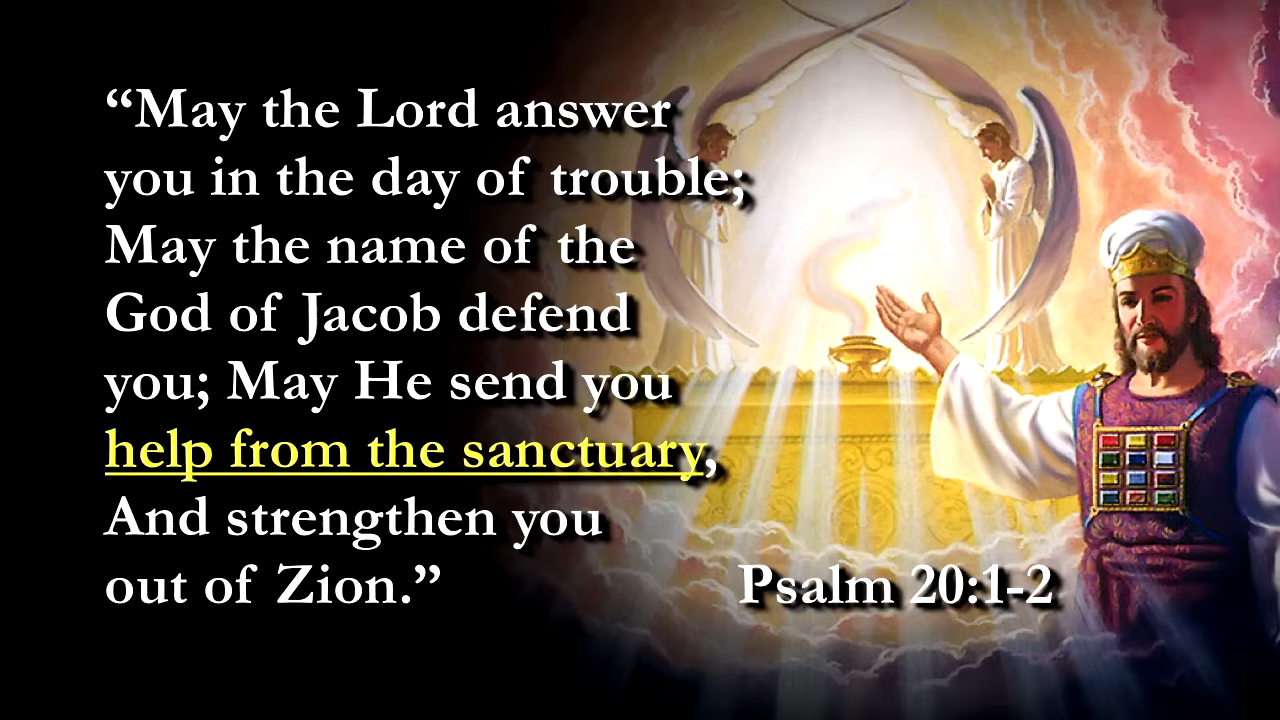 “May the Lord answer
you in the day of trouble;
May the name of the
God of Jacob defend
you; May He send you
help from the sanctuary,
And strengthen you
out of Zion.”
Psalm 20:1-2